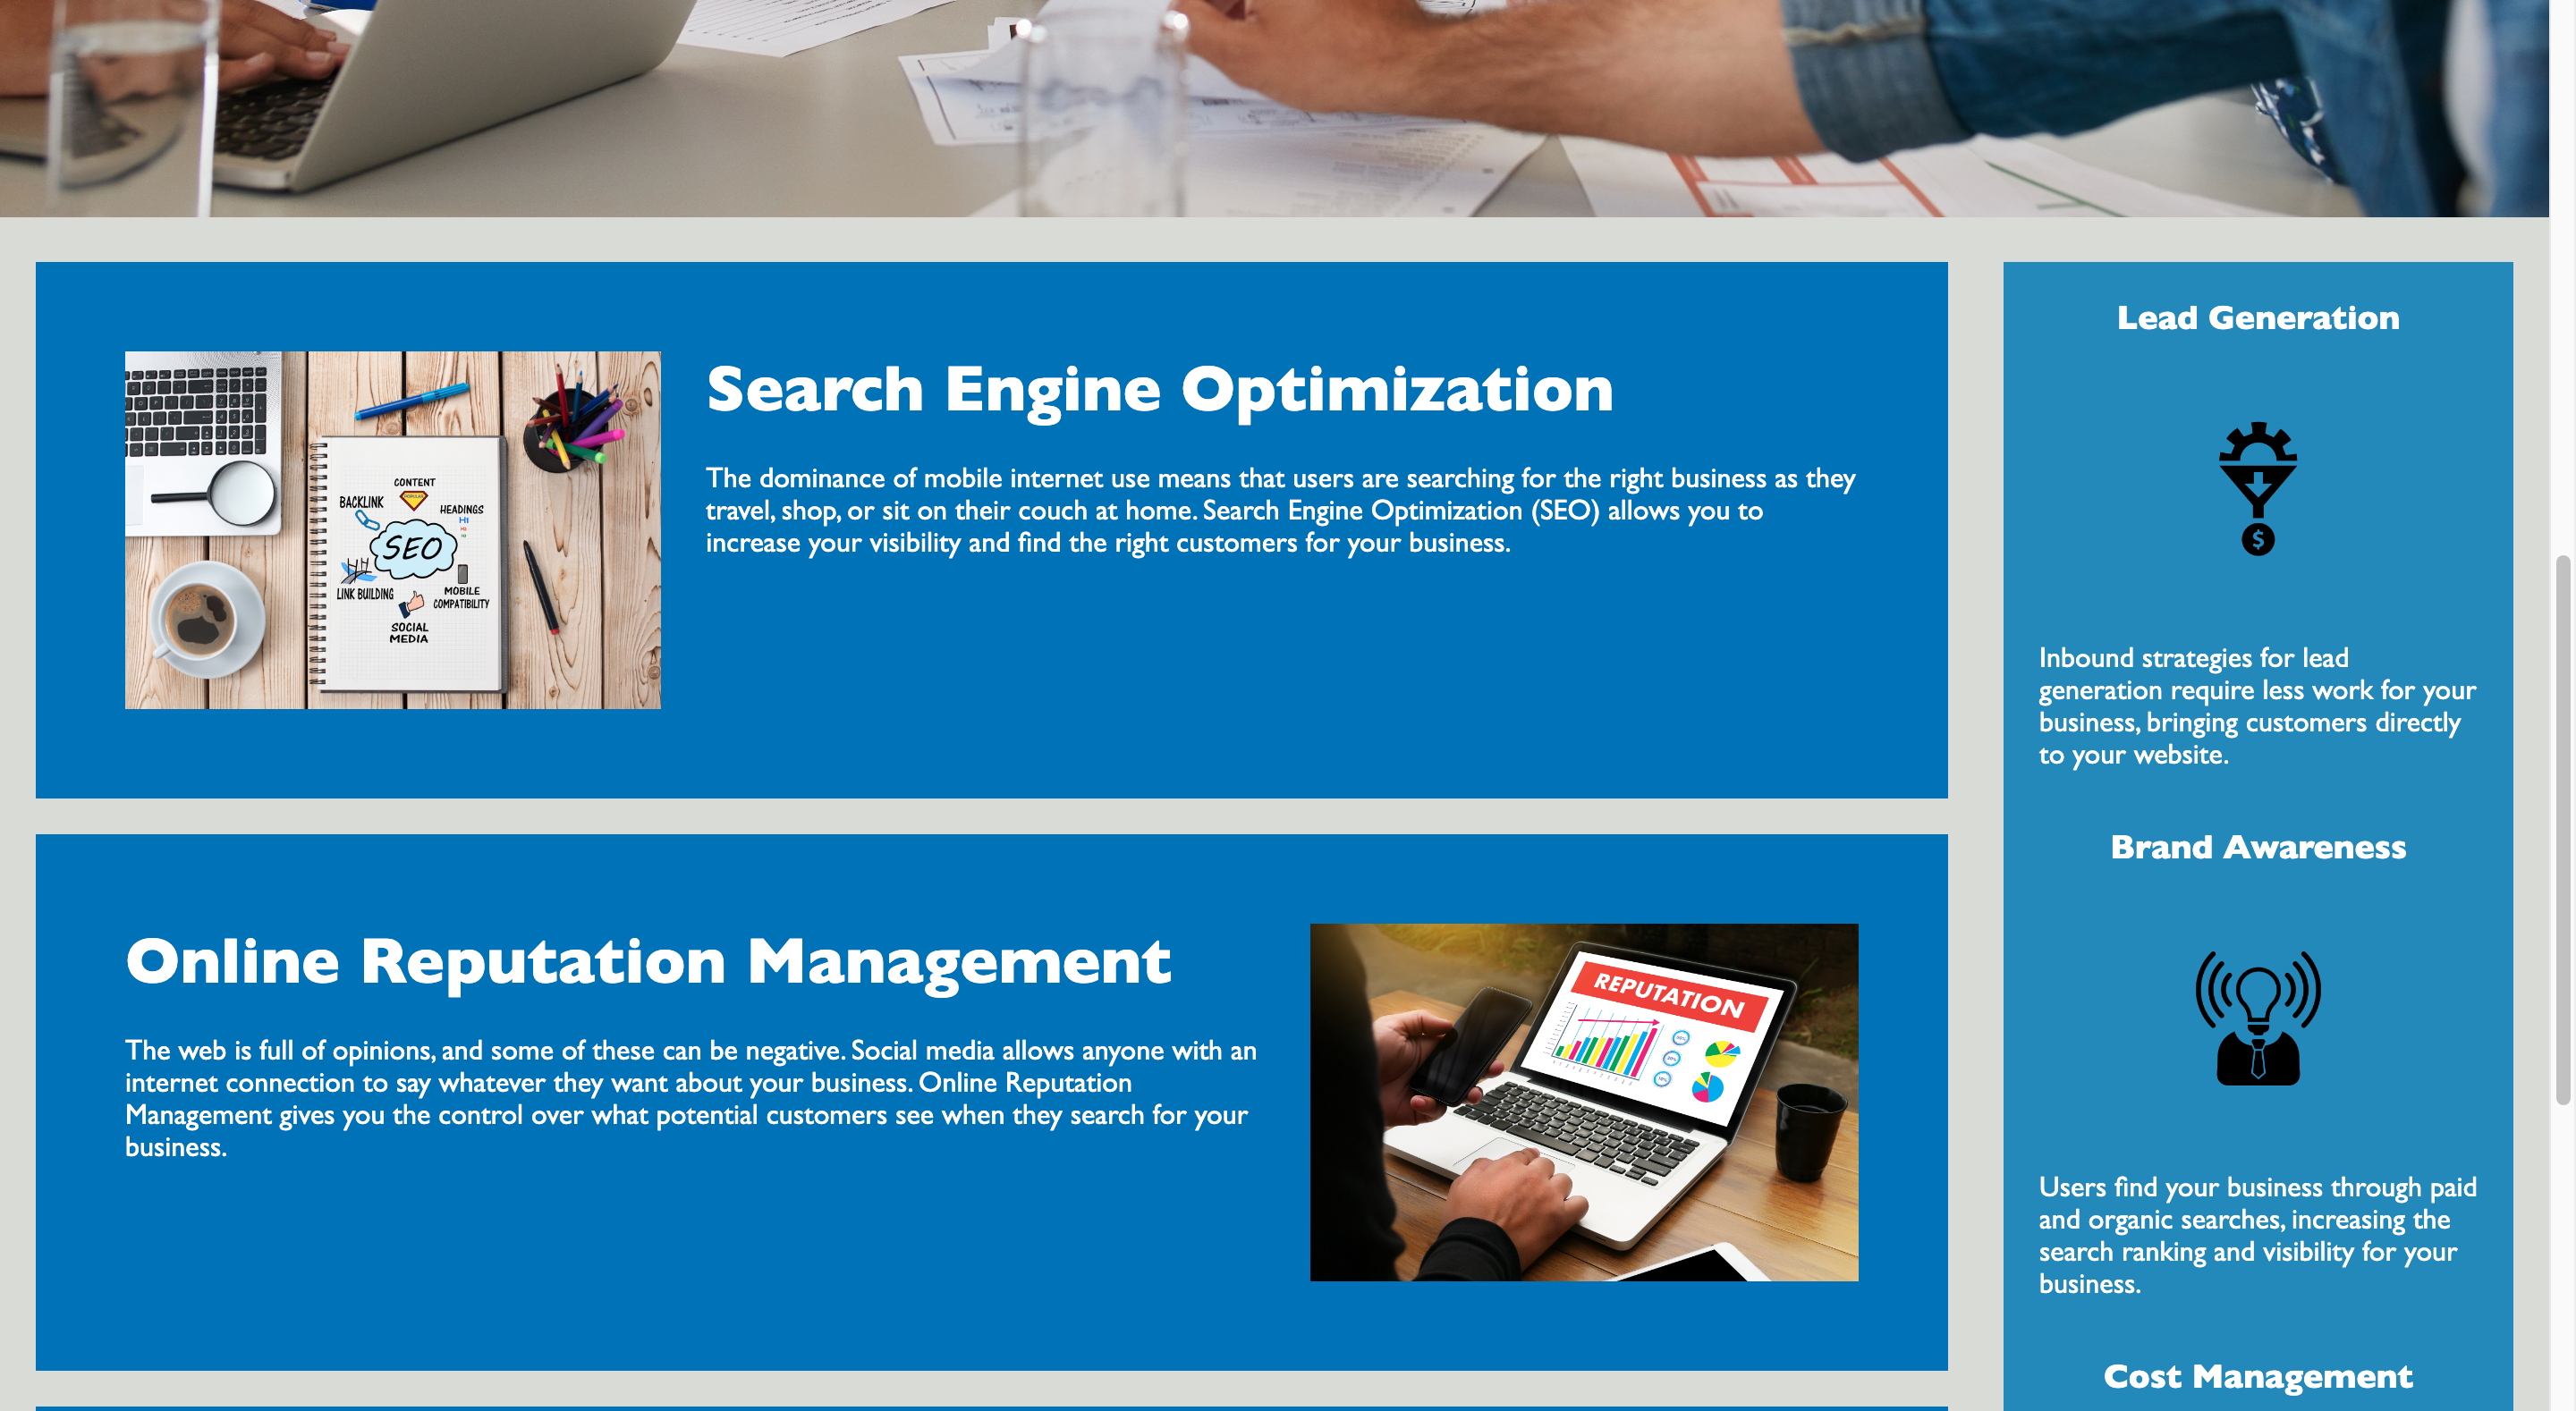 Search Engine Optimization
The dominance of mobile internet use means that users are searching for the right business as they
travel, shop, or sit on their couch at home. Search Engine Optimization (SEO) allows you to
increase your visibility and find the right customers for your business.
CONTENT
BACKLINK
HEADINGS
H1
SEO
LINK BUILDING
MOBILE
COMPATIBILITY
SOCIAL
MEDIA
Online Reputation Management
The web is full of opinions, and some of these can be negative. Social media allows anyone with an
internet connection to say whatever they want about your business. Online Reputation
Management gives you the control over what potential customers see when they search for your
business.
REPUTATION
Lead Generation
$
Inbound strategies for lead
generation require less work for your
business, bringing customers directly
to your website.
Brand Awareness
Users find your business through paid
and organic searches, increasing the
search ranking and visibility for your
business.
Cost Management